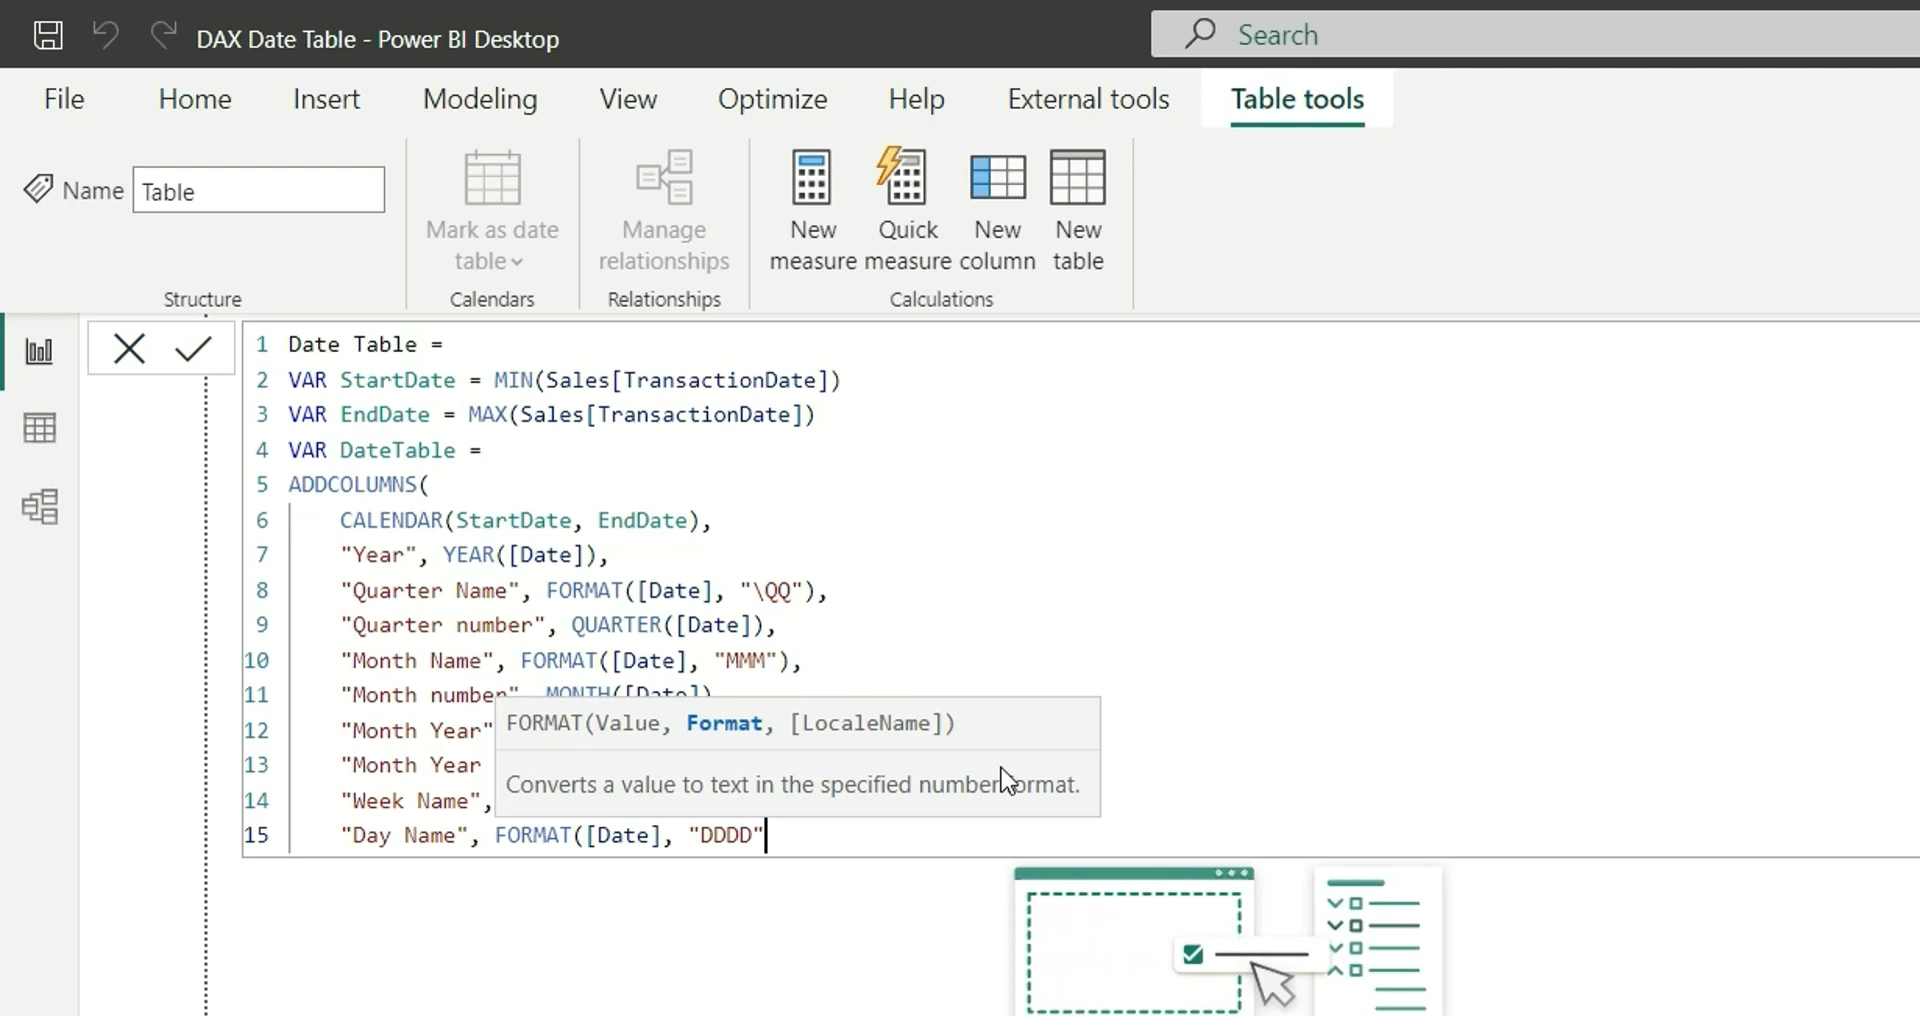 DAX Date Table - Power BI Desktop
Search
File Home Insert Modeling View Optimize Help External tools Table tools
Name Table
Structure
Mark as date
table
Calendars
Manage
relationships
Relationships
New
measure
Quick
measure
New
column
New
table
Calculations
1 Date Table =
2 VAR StartDate = MIN(Sales[TransactionDate])
3 VAR EndDate = MAX(Sales[TransactionDate])
4 VAR DateTable =
5 ADDCOLUMNS(
6 CALENDAR(StartDate, EndDate),
7 "Year", YEAR([Date]),
8 "Quarter Name", FORMAT([Date], "\QQ"),
9 "Quarter number", QUARTER([Date]),
10 "Month Name", FORMAT([Date], "MMM"),
11 "Month number", MONTH([Date]),
12 "Month Year"
13 "Month Year
14 "Week Name",
15 "Day Name", FORMAT([Date], "DDDD"
FORMAT(Value, Format, [LocaleName])
Converts a value to text in the specified number format.